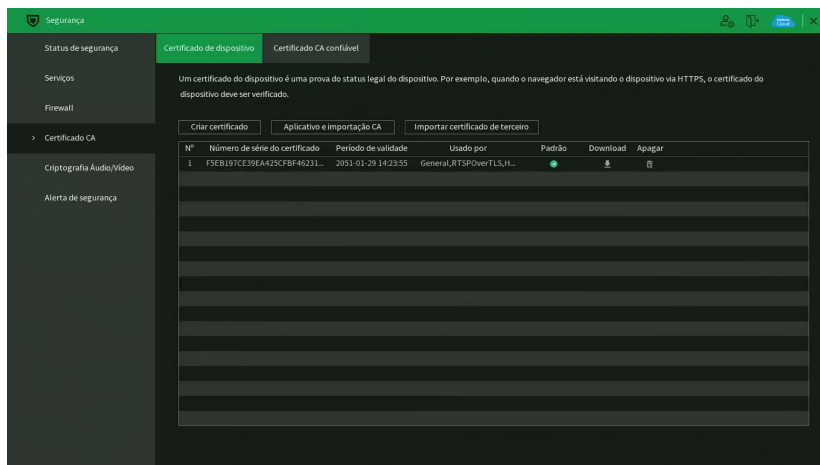 Segurança
Cloud
Status de segurança
Serviços
Firewall
> Certificado CA
Criptografia Áudio/Vídeo
Alerta de segurança
Certificado de dispositivo Certificado CA confiável
Um certificado do dispositivo é uma prova do status legal do dispositivo. Por exemplo, quando o navegador está visitando o dispositivo via HTTPS, o certificado do
dispositivo deve ser verificado.
Criar certificado Aplicativo e importação CA Importar certificado de terceiro
Nº Número de série do certificado Período de validade Usado por Padrão Download Apagar
1 F5EB197CE39EA425CFBF46231... 2051-01-29 14:23:55 General,RTSPOverTLS,H...